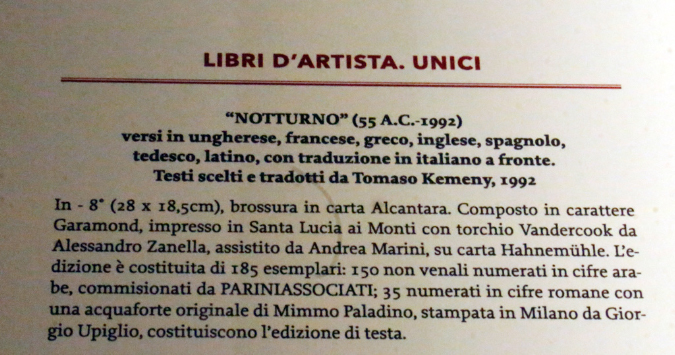 LIBRI D'ARTISTA. UNICI
“NOTTURNO” (55 A.C.-1992)
versi in ungherese, francese, greco, inglese, spagnolo,
tedesco, latino, con traduzione in italiano a fronte.
Testi scelti e tradotti da Tomaso Kemeny, 1992
In - 8° (28 x 18,5cm), brossura in carta Alcantara. Composto in carattere
Garamond, impresso in Santa Lucia ai Monti con torchio Vandercook da
Alessandro Zanella, assistito da Andrea Marini, su carta Hahnemühle. L'e-
dizione è costituita di 185 esemplari: 150 non venali numerati in cifre ara-
be, commisionati da PARINIASSOCIATI; 35 numerati in cifre romane con
una acquaforte originale di Mimmo Paladino, stampata in Milano da Gior-
gio Upiglio, costituiscono l'edizione di testa.